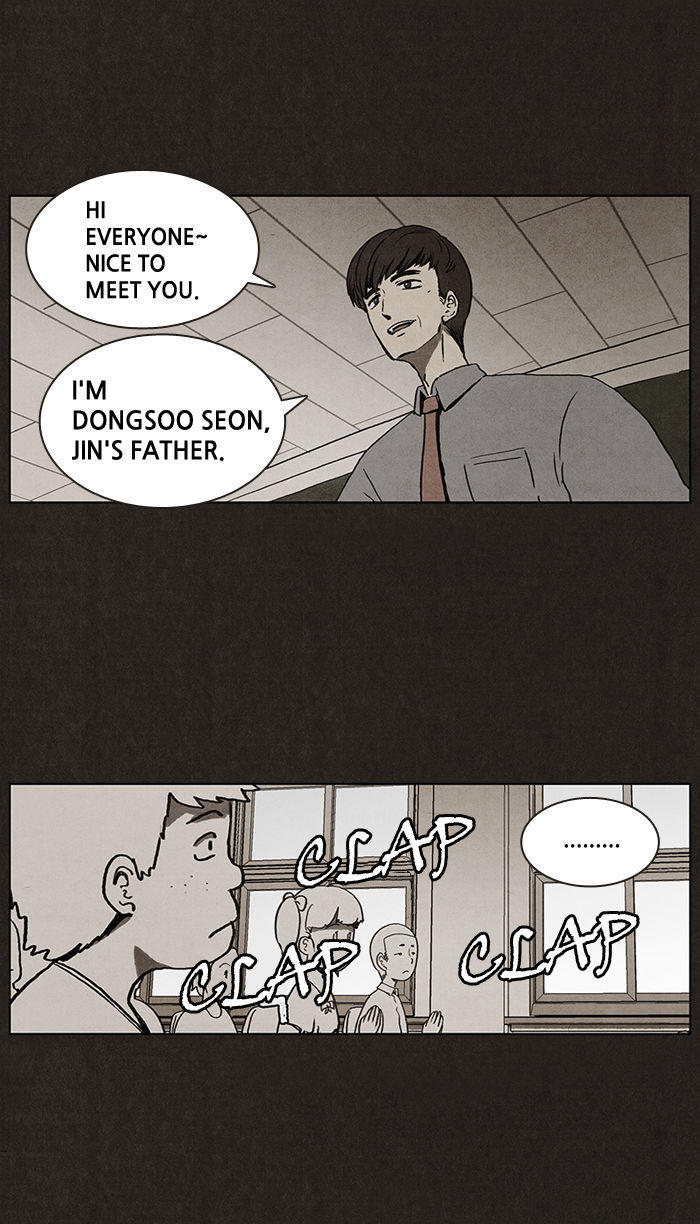 HI
EVERYONE~
NICE TO
MEET YOU.
I'M
DONGSOO SEON,
JIN'S FATHER.
CLAP
.........
CLAP
CLAP